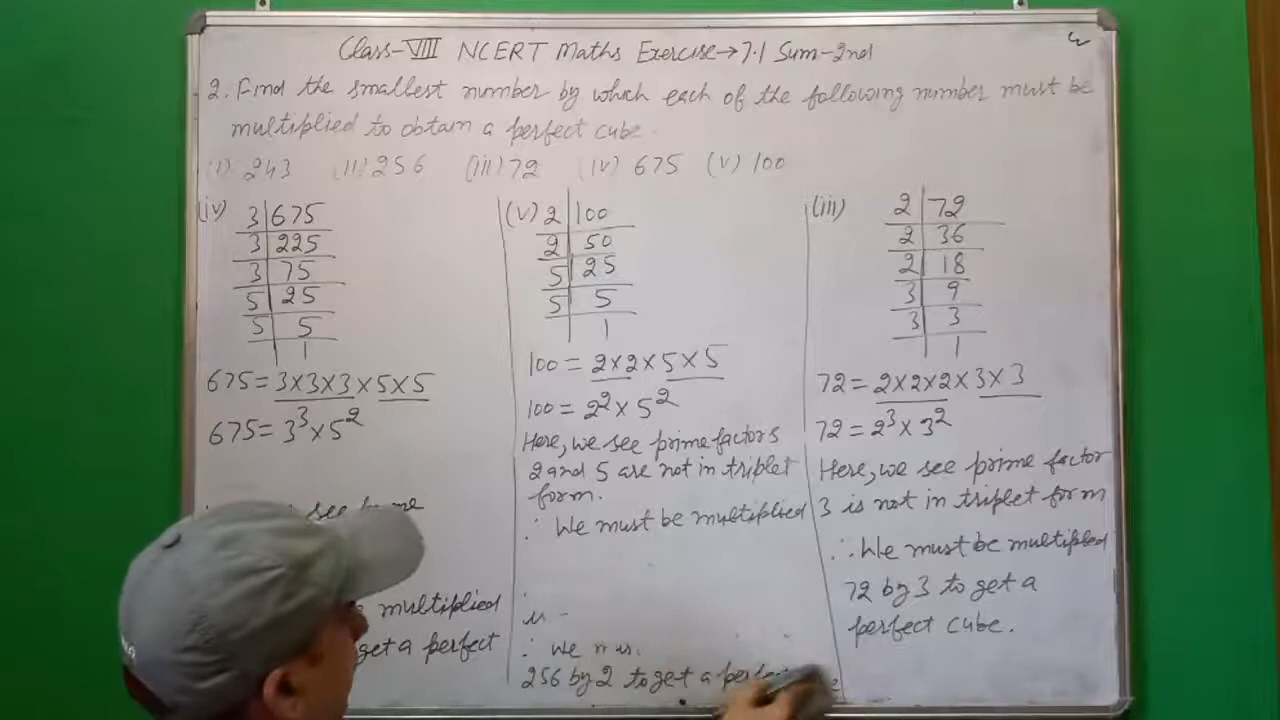 Class-VIII NCERT Maths Exercise→7.1 Sum-2nd
2. Find the smallest number by which each of the following number must be
multiplied to obtain a perfect cube.
(i) 243 (ii) 256 (iii) 72 (iv) 675 (v) 100
(iv) 3|675
3|225
3|75
5|25
5|5
|1
675=3×3×3×5×5
675=3³×5²
see
multiplied
get a perfect
(v) 2|100
2|50
5|25
5|5
|1
100=2×2×5×5
100=2²×5²
Here, we see prime factors
2 and 5 are not in triplet
form.
∴ We must be multiplied
∴ We
256 by 2 to get a
(iii) 2|72
2|36
2|18
3|9
3|3
|1
72=2×2×2×3×3
72=2³×3²
Here, we see prime factor
3 is not in triplet form
∴ We must be multiplied
72 by 3 to get a
perfect cube.